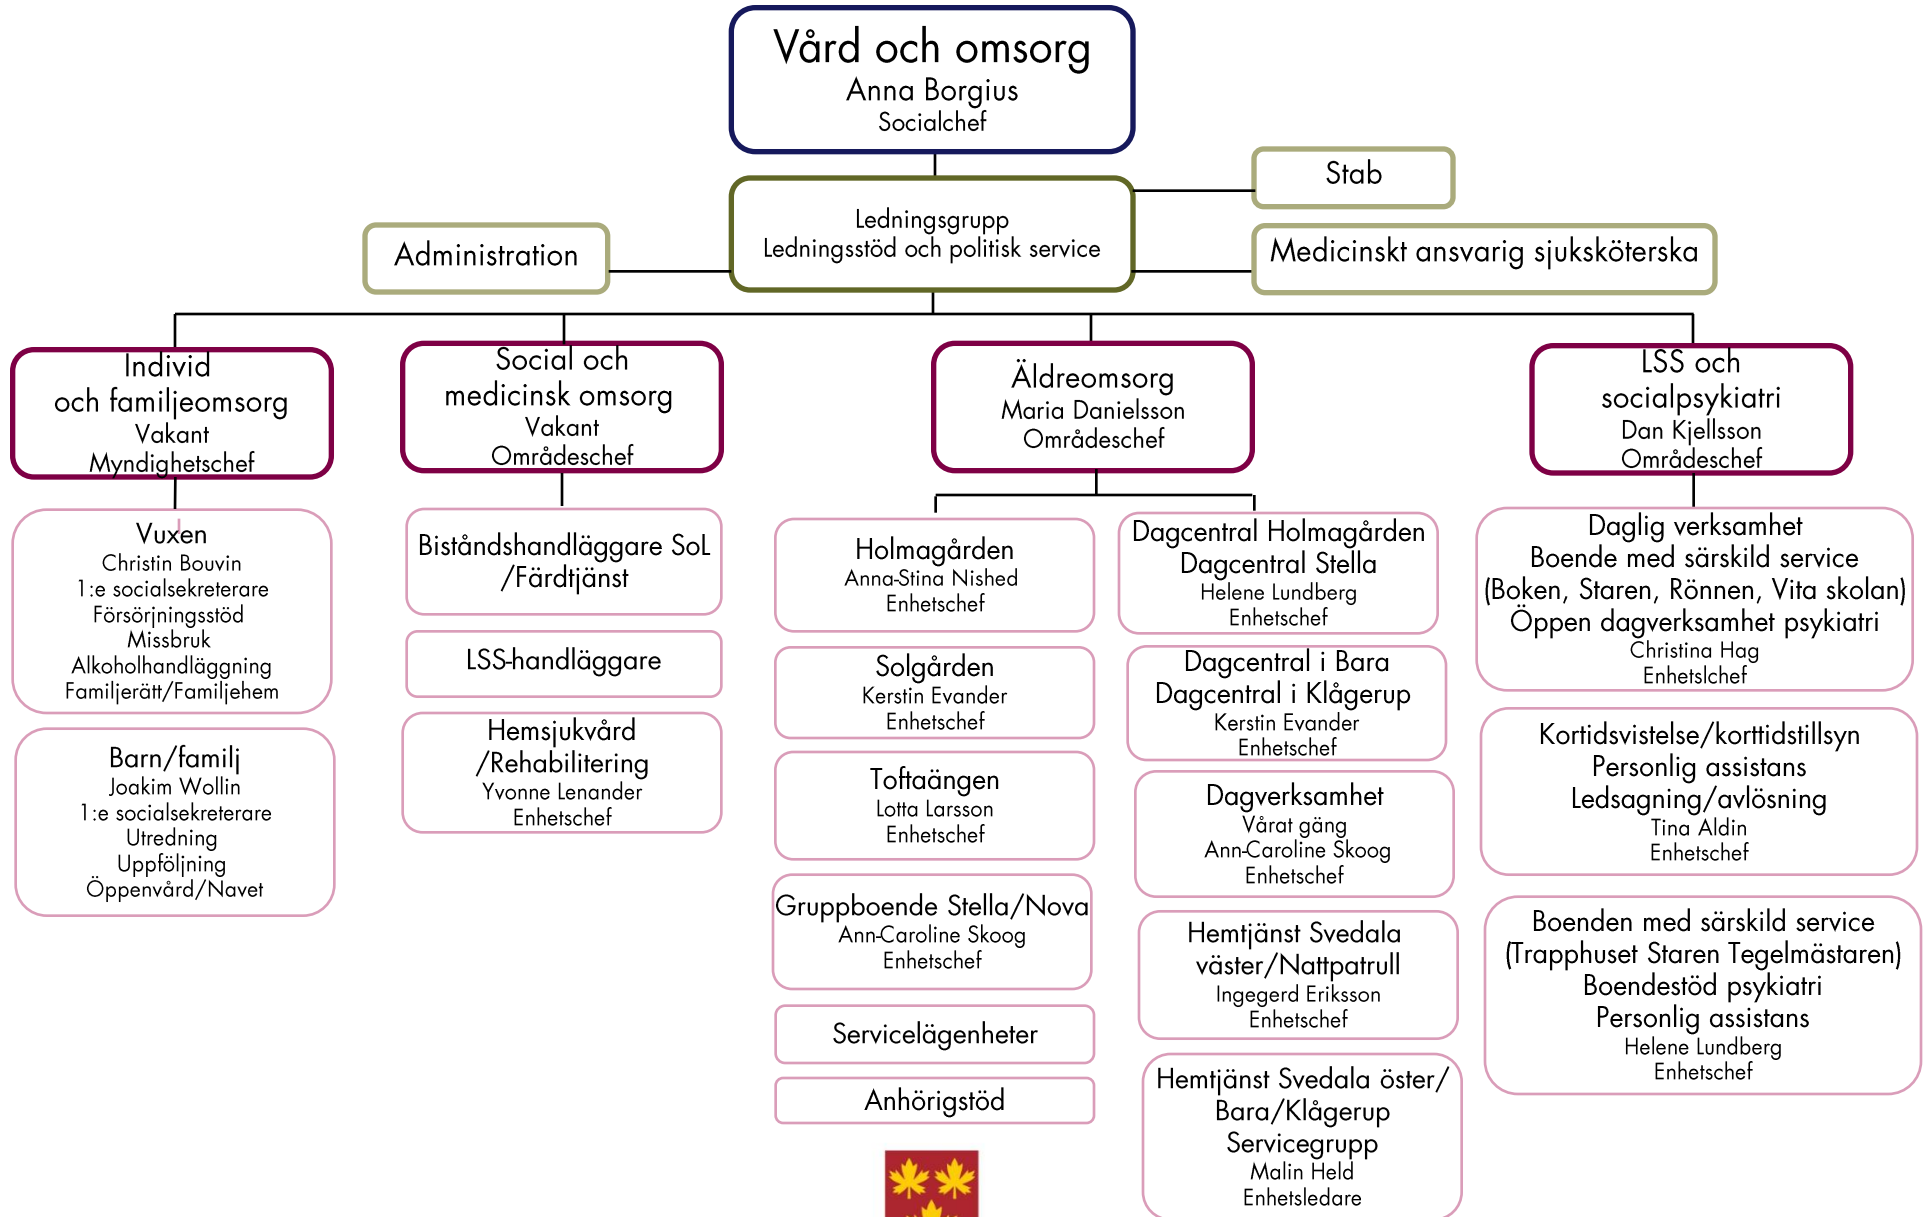 Vård och omsorg
Anna Borgius
Socialchef
Stab
Ledningsgrupp
Ledningsstöd och politisk service
Administration
Medicinskt ansvarig sjuksköterska
Individ
och familjeomsorg
Vakant
Myndighetschef
Social och
medicinsk omsorg
Vakant
Områdeschef
Äldreomsorg
Maria Danielsson
Områdeschef
LSS och
socialpsykiatri
Dan Kjellsson
Områdeschef
Vuxen
Christin Bouvin
1:e socialsekreterare
Försörjningsstöd
Missbruk
Alkoholhandläggning
Familjerätt/Familjehem
Barn/familj
Joakim Wollin
1:e socialsekreterare
Utredning
Uppföljning
Öppenvård/Navet
Biståndshandläggare SoL
/Färdtjänst
LSS-handläggare
Hemsjukvård
/Rehabilitering
Yvonne Lenander
Enhetschef
Holmagården
Anna-Stina Nished
Enhetschef
Solgården
Kerstin Evander
Enhetschef
Toftaängen
Lotta Larsson
Enhetschef
Gruppboende Stella/Nova
Ann-Caroline Skoog
Enhetschef
Servicelägenheter
Anhörigstöd
Dagcentral Holmagården
Dagcentral Stella
Helene Lundberg
Enhetschef
Dagcentral i Bara
Dagcentral i Klågerup
Kerstin Evander
Enhetschef
Dagverksamhet
Vårat gäng
Ann-Caroline Skoog
Enhetschef
Hemtjänst Svedala
väster/Nattpatrull
Ingegerd Eriksson
Enhetschef
Hemtjänst Svedala öster/
Bara/Klågerup
Servicegrupp
Malin Held
Enhetsledare
Daglig verksamhet
Boende med särskild service
(Boken, Staren, Rönnen, Vita skolan)
Öppen dagverksamhet psykiatri
Christina Hag
Enhetslchef
Kortidsvistelse/korttidstillsyn
Personlig assistans
Ledsagning/avlösning
Tina Aldin
Enhetschef
Boenden med särskild service
(Trapphuset Staren Tegelmästaren)
Boendestöd psykiatri
Personlig assistans
Helene Lundberg
Enhetschef